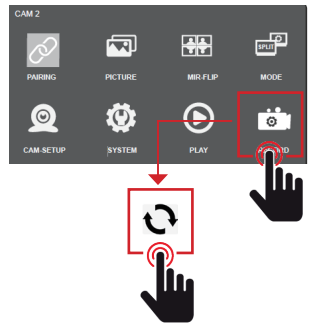 CAM 2
SPLIT
PAIRING PICTURE MIR-FLIP MODE
CAM-SETUP SYSTEM PLAY